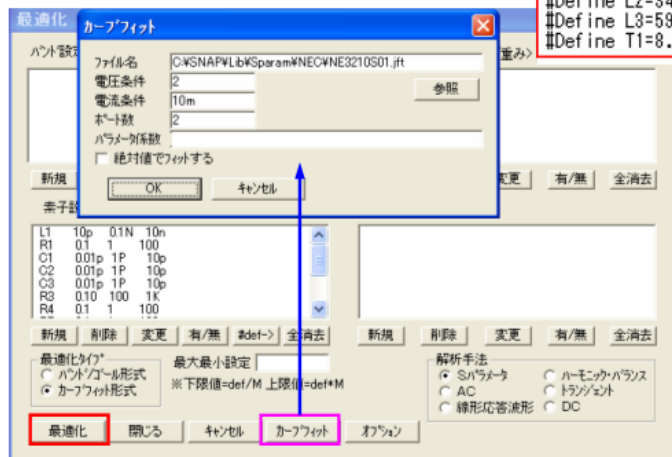 #Define L2=34
#Define L3=59
#Define T1=8.
最適化
カーブフィット
バンド設定
重み>
ファイル名 C:¥SNAP¥Lib¥Sparam¥NEC¥NE3210S01.jft
電圧条件 2
参照
電流条件 10m
ポート数 2
パラメータ係数
絶対値でフィットする
OK キャンセル
新規
変更 有/無 全消去
素子設
L1 10p 0.1N 10n
R1 0.1 1 100
C1 0.01p 1P 10p
C2 0.01p 1P 10p
C3 0.01p 1P 10p
R3 0.10 100 1K
R4 0.1 1 100
新規 削除 変更 有/無 #def-> 全消去 新規 削除 変更 有/無 全消去
最適化タイプ
バンド/ゴール形式
カーブフィット形式
最大最小設定
※下限値=def/M 上限値=def*M
解析手法
Sパラメータ ハーモニック・バランス
AC トランジェント
線形応答波形 DC
最適化 閉じる キャンセル カーブフィット オプション